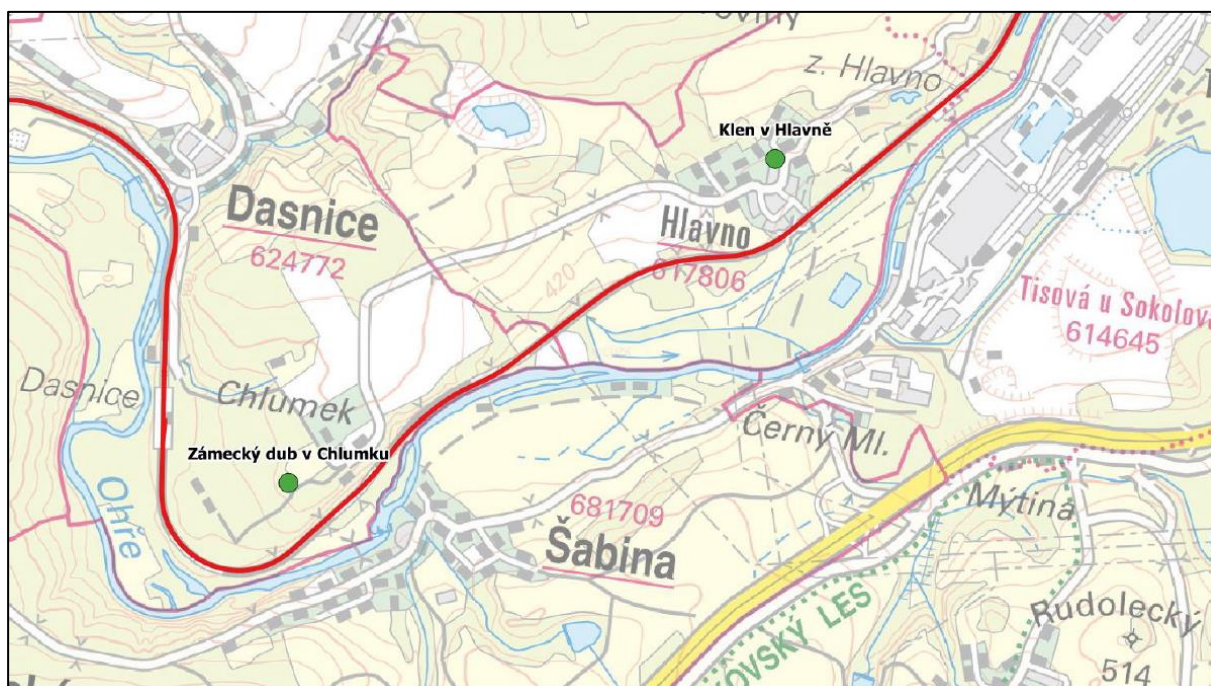 z. Hlavno
Klen v Hlavně
Dasnice
624772
Hlavno
617806
420
Tisová u Sokolova
614645
Dasnice
Chlumek
Zámecký dub v Chlumku
Černý Ml.
Ohře
681709
Šabina
Mýtina
Rudolecký
514